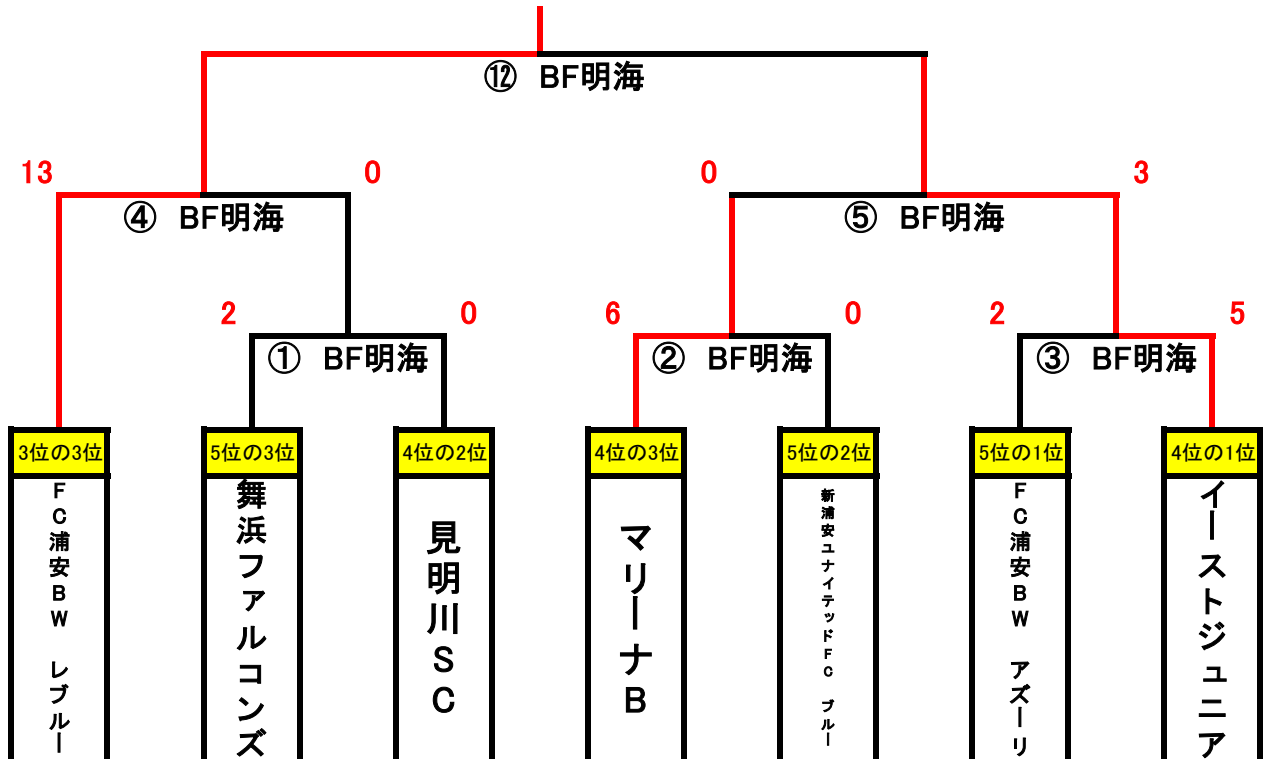 ⑫ BF明海
13 0 0 3
④ BF明海 ⑤ BF明海
2 0 6 0 2 5
① BF明海 ② BF明海 ③ BF明海
3位の3位 5位の3位 4位の2位 4位の3位 5位の2位 5位の1位 4位の1位
FC浦安BW レブルー
舞浜ファルコンズ
見明川SC
マリーナB
新浦安ユナイテッドFC ブルー
FC浦安BW アズーリ
イーストジュニア